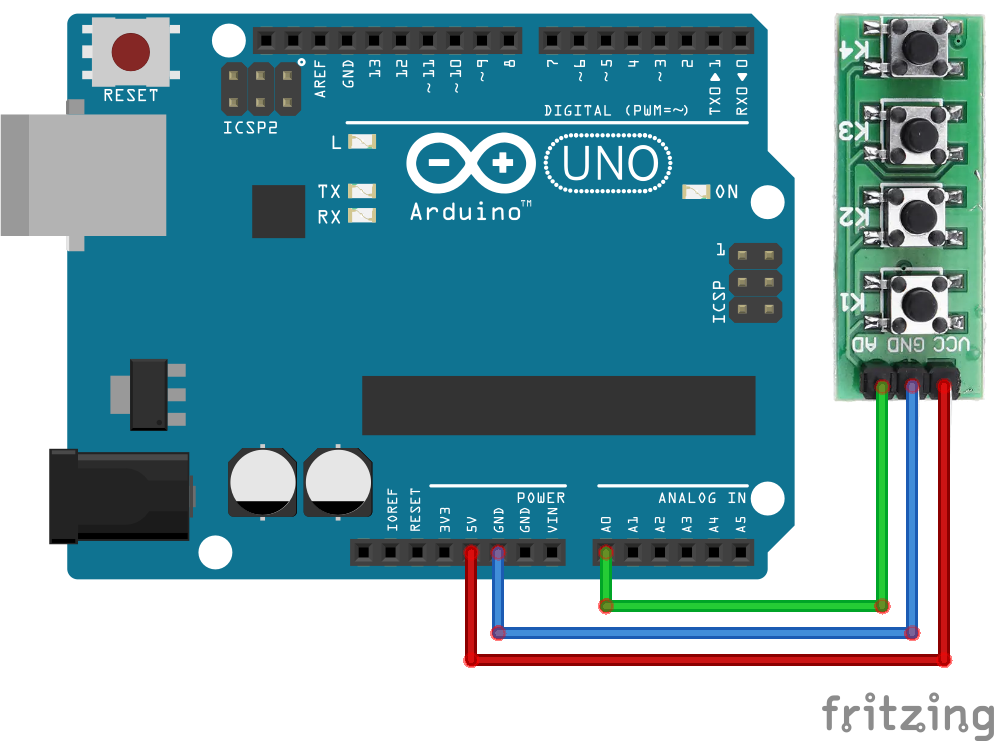 RESET
ICSP2
AREF
GND
13
12
~11
~10
~9
8
7
~6
~5
4
~3
2
TX0▶1
RX0◀0
DIGITAL (PWM=~)
L
TX
RX
UNO
ON
Arduino™
1
ICSP
K4
K3
K2
K1
VCC GND AD
IOREF
RESET
3V3
5V
GND
GND
VIN
POWER
A0
A1
A2
A3
A4
A5
ANALOG IN
fritzing